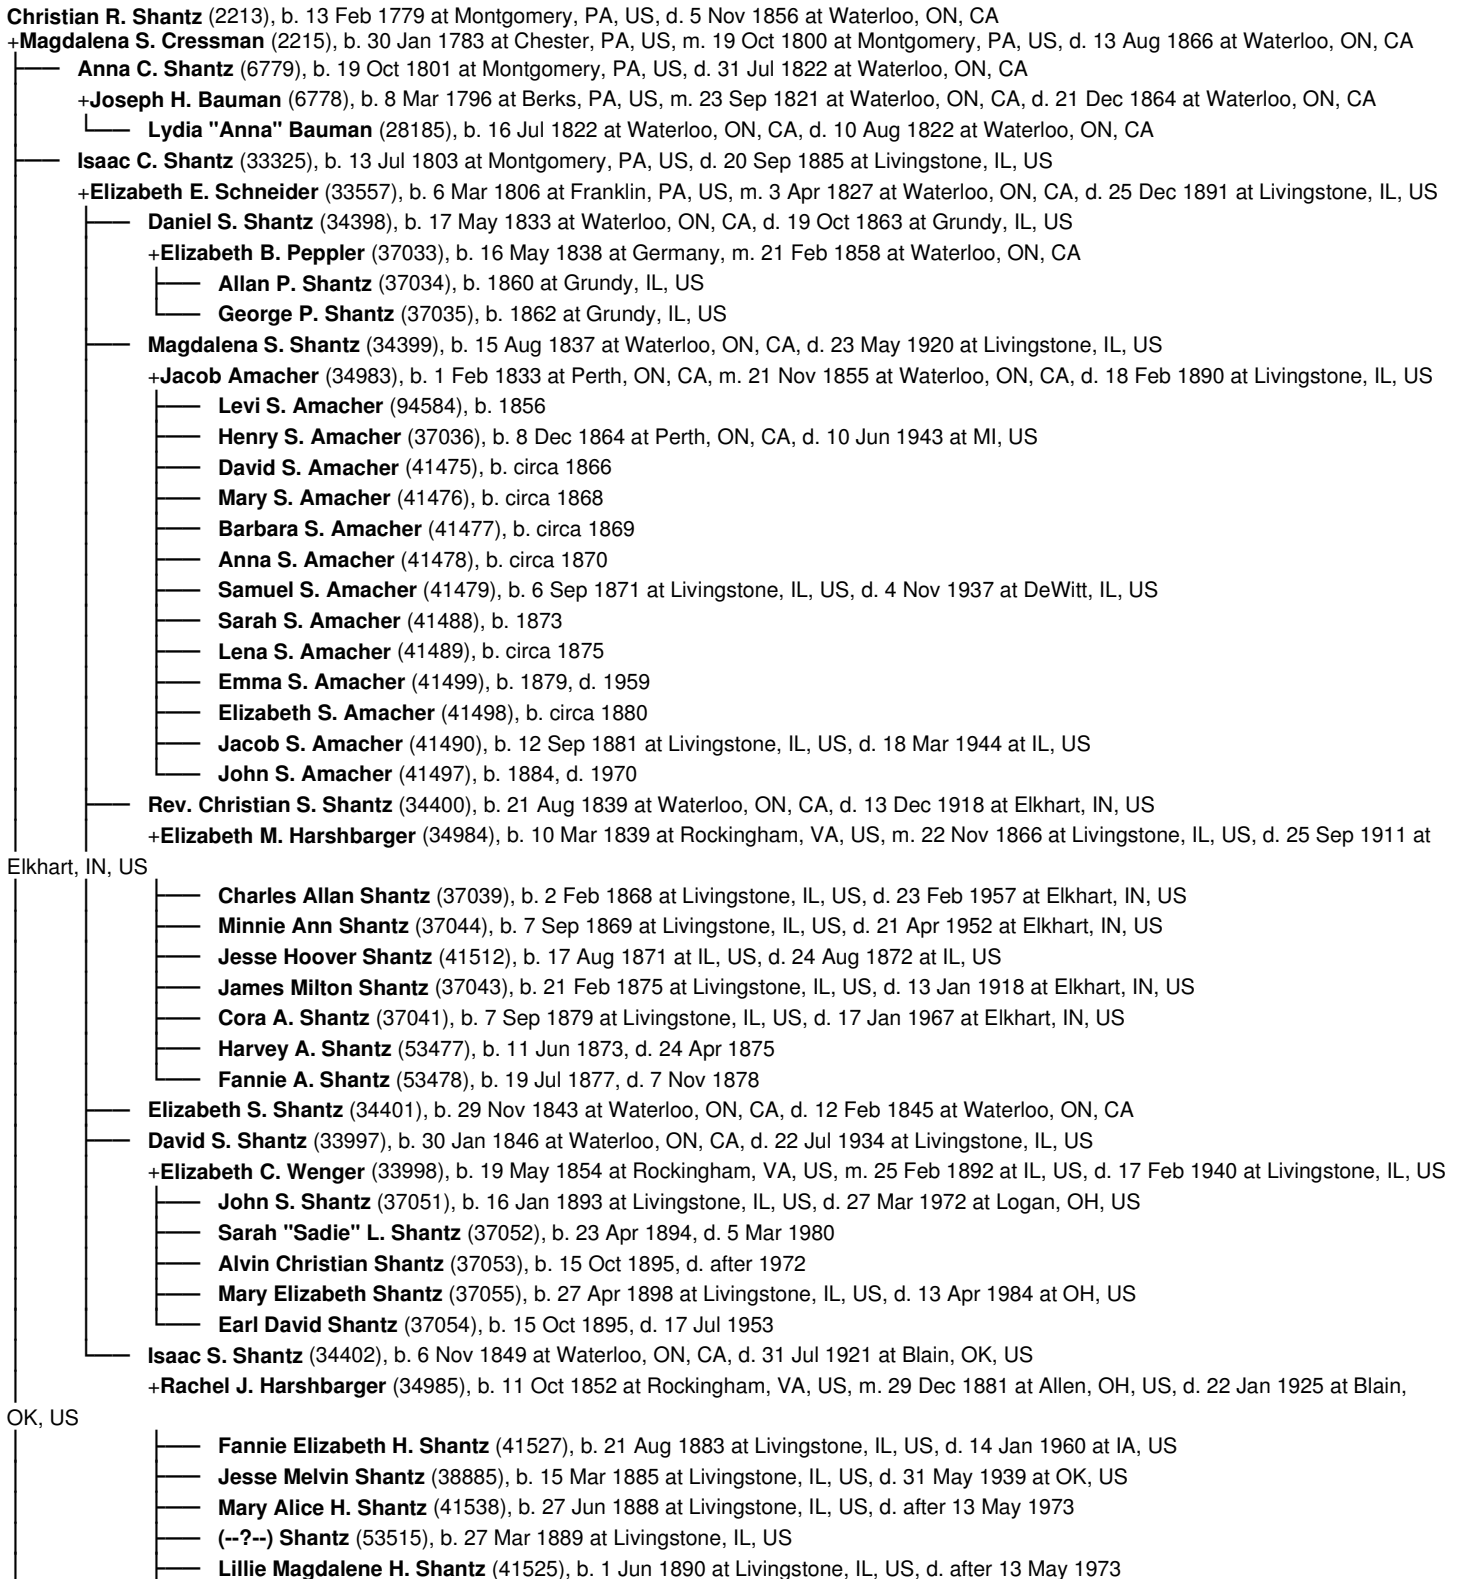 Christian R. Shantz (2213), b. 13 Feb 1779 at Montgomery, PA, US, d. 5 Nov 1856 at Waterloo, ON, CA
+Magdalena S. Cressman (2215), b. 30 Jan 1783 at Chester, PA, US, m. 19 Oct 1800 at Montgomery, PA, US, d. 13 Aug 1866 at Waterloo, ON, CA
Anna C. Shantz (6779), b. 19 Oct 1801 at Montgomery, PA, US, d. 31 Jul 1822 at Waterloo, ON, CA
+Joseph H. Bauman (6778), b. 8 Mar 1796 at Berks, PA, US, m. 23 Sep 1821 at Waterloo, ON, CA, d. 21 Dec 1864 at Waterloo, ON, CA
Lydia "Anna" Bauman (28185), b. 16 Jul 1822 at Waterloo, ON, CA, d. 10 Aug 1822 at Waterloo, ON, CA
Isaac C. Shantz (33325), b. 13 Jul 1803 at Montgomery, PA, US, d. 20 Sep 1885 at Livingstone, IL, US
+Elizabeth E. Schneider (33557), b. 6 Mar 1806 at Franklin, PA, US, m. 3 Apr 1827 at Waterloo, ON, CA, d. 25 Dec 1891 at Livingstone, IL, US
Daniel S. Shantz (34398), b. 17 May 1833 at Waterloo, ON, CA, d. 19 Oct 1863 at Grundy, IL, US
+Elizabeth B. Peppler (37033), b. 16 May 1838 at Germany, m. 21 Feb 1858 at Waterloo, ON, CA
Allan P. Shantz (37034), b. 1860 at Grundy, IL, US
George P. Shantz (37035), b. 1862 at Grundy, IL, US
Magdalena S. Shantz (34399), b. 15 Aug 1837 at Waterloo, ON, CA, d. 23 May 1920 at Livingstone, IL, US
+Jacob Amacher (34983), b. 1 Feb 1833 at Perth, ON, CA, m. 21 Nov 1855 at Waterloo, ON, CA, d. 18 Feb 1890 at Livingstone, IL, US
Levi S. Amacher (94584), b. 1856
Henry S. Amacher (37036), b. 8 Dec 1864 at Perth, ON, CA, d. 10 Jun 1943 at MI, US
David S. Amacher (41475), b. circa 1866
Mary S. Amacher (41476), b. circa 1868
Barbara S. Amacher (41477), b. circa 1869
Anna S. Amacher (41478), b. circa 1870
Samuel S. Amacher (41479), b. 6 Sep 1871 at Livingstone, IL, US, d. 4 Nov 1937 at DeWitt, IL, US
Sarah S. Amacher (41488), b. 1873
Lena S. Amacher (41489), b. circa 1875
Emma S. Amacher (41499), b. 1879, d. 1959
Elizabeth S. Amacher (41498), b. circa 1880
Jacob S. Amacher (41490), b. 12 Sep 1881 at Livingstone, IL, US, d. 18 Mar 1944 at IL, US
John S. Amacher (41497), b. 1884, d. 1970
Rev. Christian S. Shantz (34400), b. 21 Aug 1839 at Waterloo, ON, CA, d. 13 Dec 1918 at Elkhart, IN, US
+Elizabeth M. Harshbarger (34984), b. 10 Mar 1839 at Rockingham, VA, US, m. 22 Nov 1866 at Livingstone, IL, US, d. 25 Sep 1911 at
Elkhart, IN, US
Charles Allan Shantz (37039), b. 2 Feb 1868 at Livingstone, IL, US, d. 23 Feb 1957 at Elkhart, IN, US
Minnie Ann Shantz (37044), b. 7 Sep 1869 at Livingstone, IL, US, d. 21 Apr 1952 at Elkhart, IN, US
Jesse Hoover Shantz (41512), b. 17 Aug 1871 at IL, US, d. 24 Aug 1872 at IL, US
James Milton Shantz (37043), b. 21 Feb 1875 at Livingstone, IL, US, d. 13 Jan 1918 at Elkhart, IN, US
Cora A. Shantz (37041), b. 7 Sep 1879 at Livingstone, IL, US, d. 17 Jan 1967 at Elkhart, IN, US
Harvey A. Shantz (53477), b. 11 Jun 1873, d. 24 Apr 1875
Fannie A. Shantz (53478), b. 19 Jul 1877, d. 7 Nov 1878
Elizabeth S. Shantz (34401), b. 29 Nov 1843 at Waterloo, ON, CA, d. 12 Feb 1845 at Waterloo, ON, CA
David S. Shantz (33997), b. 30 Jan 1846 at Waterloo, ON, CA, d. 22 Jul 1934 at Livingstone, IL, US
+Elizabeth C. Wenger (33998), b. 19 May 1854 at Rockingham, VA, US, m. 25 Feb 1892 at IL, US, d. 17 Feb 1940 at Livingstone, IL, US
John S. Shantz (37051), b. 16 Jan 1893 at Livingstone, IL, US, d. 27 Mar 1972 at Logan, OH, US
Sarah "Sadie" L. Shantz (37052), b. 23 Apr 1894, d. 5 Mar 1980
Alvin Christian Shantz (37053), b. 15 Oct 1895, d. after 1972
Mary Elizabeth Shantz (37055), b. 27 Apr 1898 at Livingstone, IL, US, d. 13 Apr 1984 at OH, US
Earl David Shantz (37054), b. 15 Oct 1895, d. 17 Jul 1953
Isaac S. Shantz (34402), b. 6 Nov 1849 at Waterloo, ON, CA, d. 31 Jul 1921 at Blain, OK, US
+Rachel J. Harshbarger (34985), b. 11 Oct 1852 at Rockingham, VA, US, m. 29 Dec 1881 at Allen, OH, US, d. 22 Jan 1925 at Blain,
OK, US
Fannie Elizabeth H. Shantz (41527), b. 21 Aug 1883 at Livingstone, IL, US, d. 14 Jan 1960 at IA, US
Jesse Melvin Shantz (38885), b. 15 Mar 1885 at Livingstone, IL, US, d. 31 May 1939 at OK, US
Mary Alice H. Shantz (41538), b. 27 Jun 1888 at Livingstone, IL, US, d. after 13 May 1973
(--?--) Shantz (53515), b. 27 Mar 1889 at Livingstone, IL, US
Lillie Magdalene H. Shantz (41525), b. 1 Jun 1890 at Livingstone, IL, US, d. after 13 May 1973